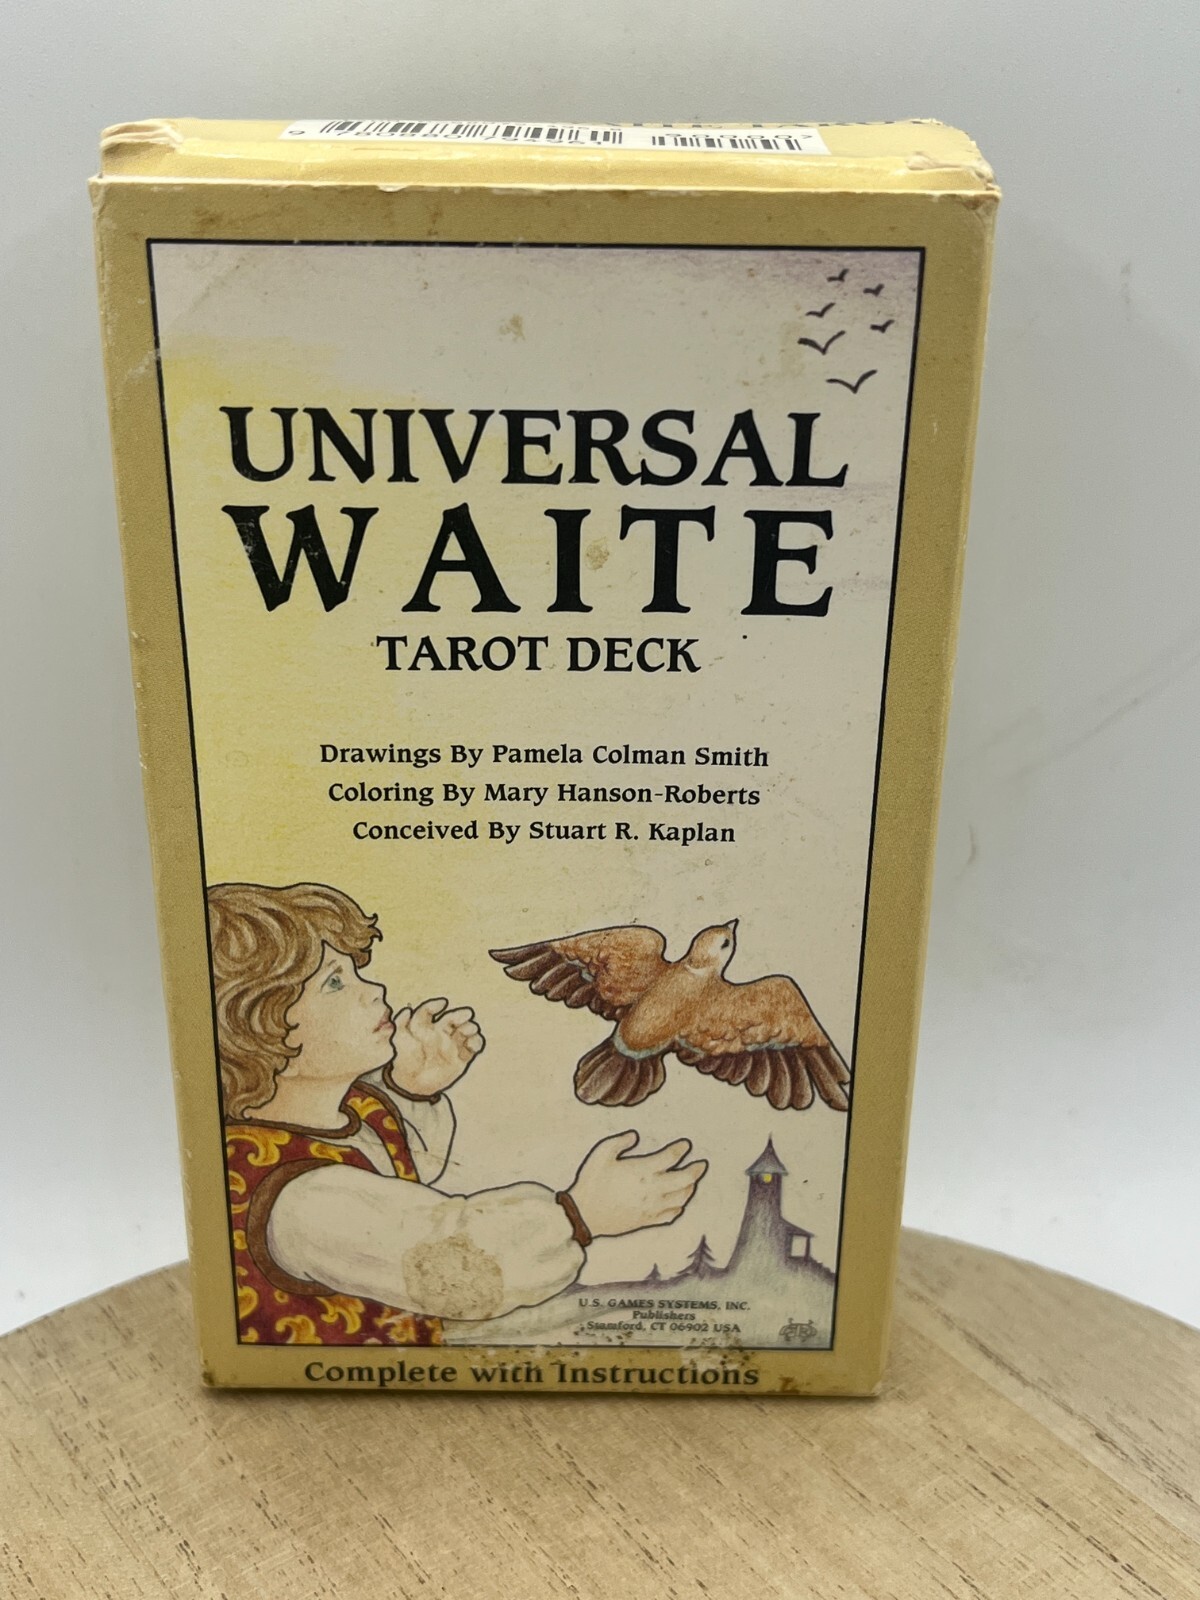 UNIVERSAL
WAITE
TAROT DECK
Drawings By Pamela Colman Smith
Coloring By Mary Hanson-Roberts
Conceived By Stuart R. Kaplan
U.S. GAMES SYSTEMS, INC.
Publishers
Stamford, CT 06902 USA
Complete with Instructions